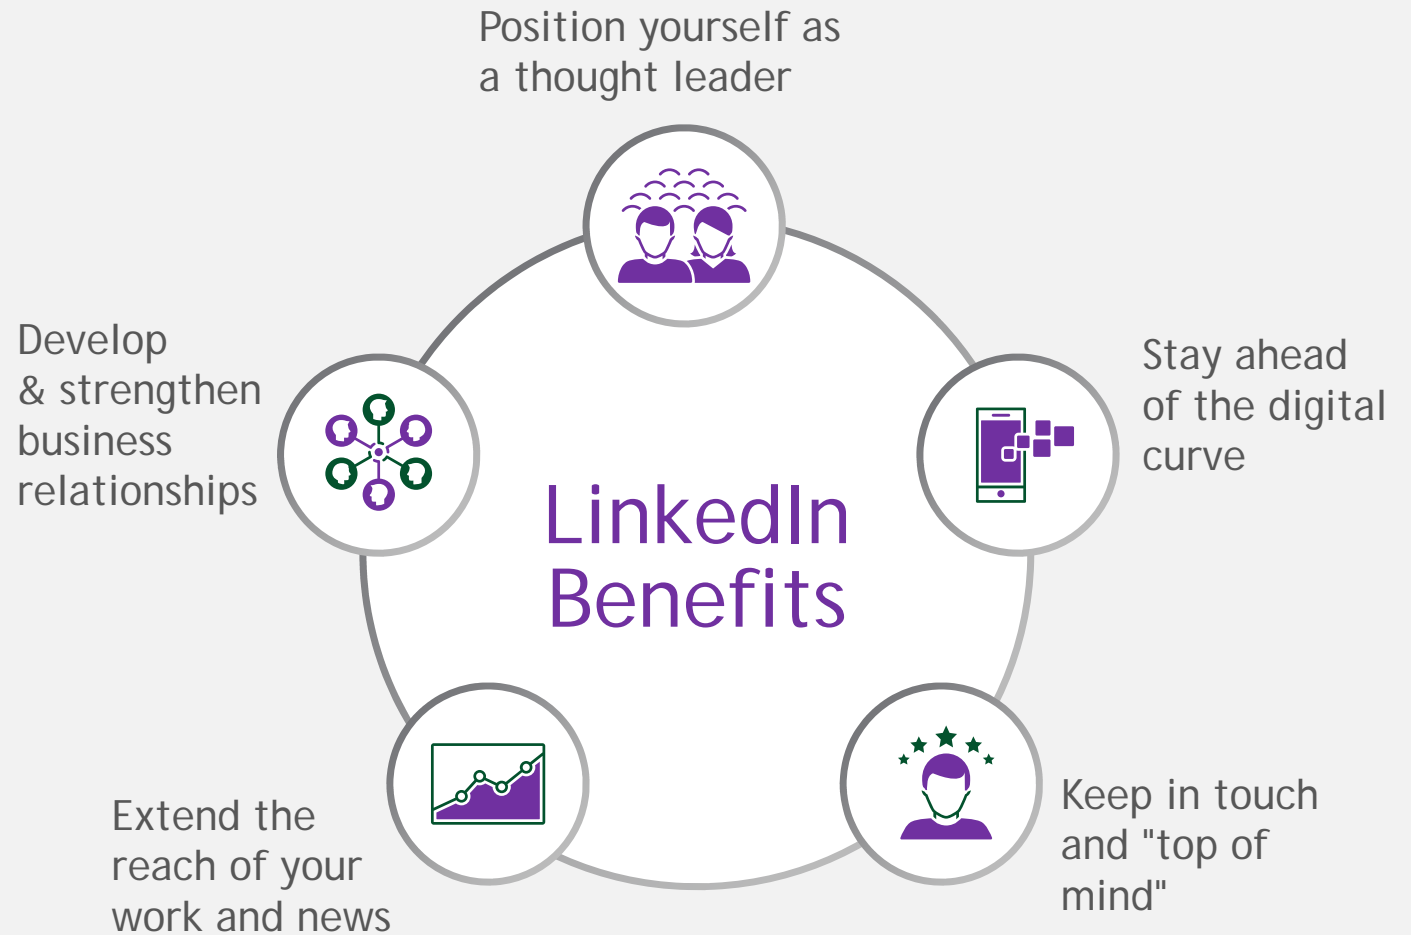 Position yourself as
a thought leader
Develop
& strengthen
business
relationships
Stay ahead
of the digital
curve
LinkedIn
Benefits
Extend the
reach of your
work and news
Keep in touch
and "top of
mind"